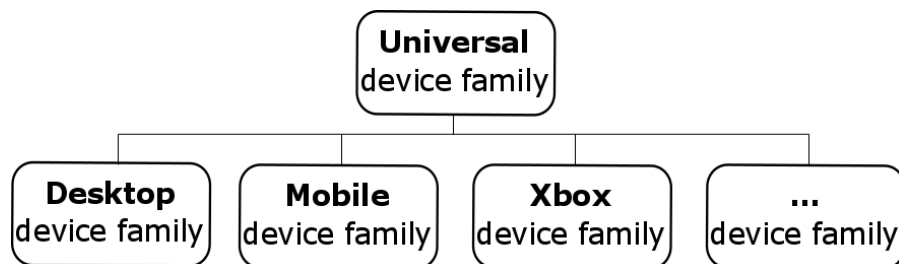 Universal
device family
Desktop
device family
Mobile
device family
Xbox
device family
...
device family